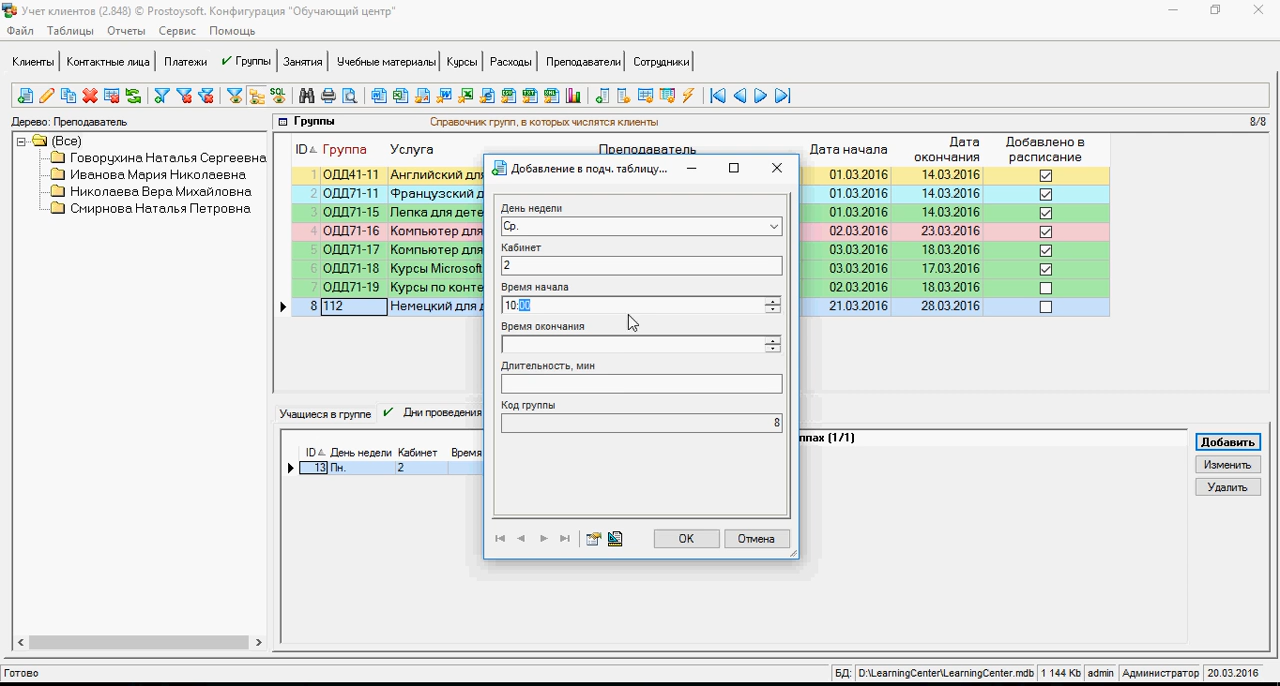 Учет клиентов (2.848) © Prostoysoft. Конфигурация "Обучающий центр"
Файл Таблицы Отчеты Сервис Помощь
Клиенты Контактные лица Платежи Группы Занятия Учебные материалы Курсы Расходы Преподаватели Сотрудники
SQL
Дерево: Преподаватель
(Все)
Говорухина Наталья Сергеевна
Иванова Мария Николаевна
Николаева Вера Михайловна
Смирнова Наталья Петровна
Группы Справочник групп, в которых числятся клиенты 8/8
ID Группа Услуга Преподаватель Дата начала Дата окончания Добавлено в расписание
1 ОДД41-11 Английский для 01.03.2016 14.03.2016
2 ОДД71-11 Французский д 01.03.2016 14.03.2016
3 ОДД71-15 Лепка для дете 01.03.2016 14.03.2016
4 ОДД71-16 Компьютер для 02.03.2016 23.03.2016
5 ОДД71-17 Компьютер для 03.03.2016 18.03.2016
6 ОДД71-18 Курсы Microsoft 03.03.2016 17.03.2016
7 ОДД71-19 Курсы по конте 02.03.2016 18.03.2016
8 112 Немецкий для д 21.03.2016 28.03.2016
Добавление в подч. таблицу...
День недели
Ср.
Кабинет
2
Время начала
10:00
Время окончания
Длительность, мин
Код группы
8
OK Отмена
Учащиеся в группе Дни проведения
ппах (1/1)
ID День недели Кабинет Время
13 Пн. 2
Добавить
Изменить
Удалить
Готово БД: D:\LearningCenter\LearningCenter.mdb 1 144 Kb admin Администратор 20.03.2016